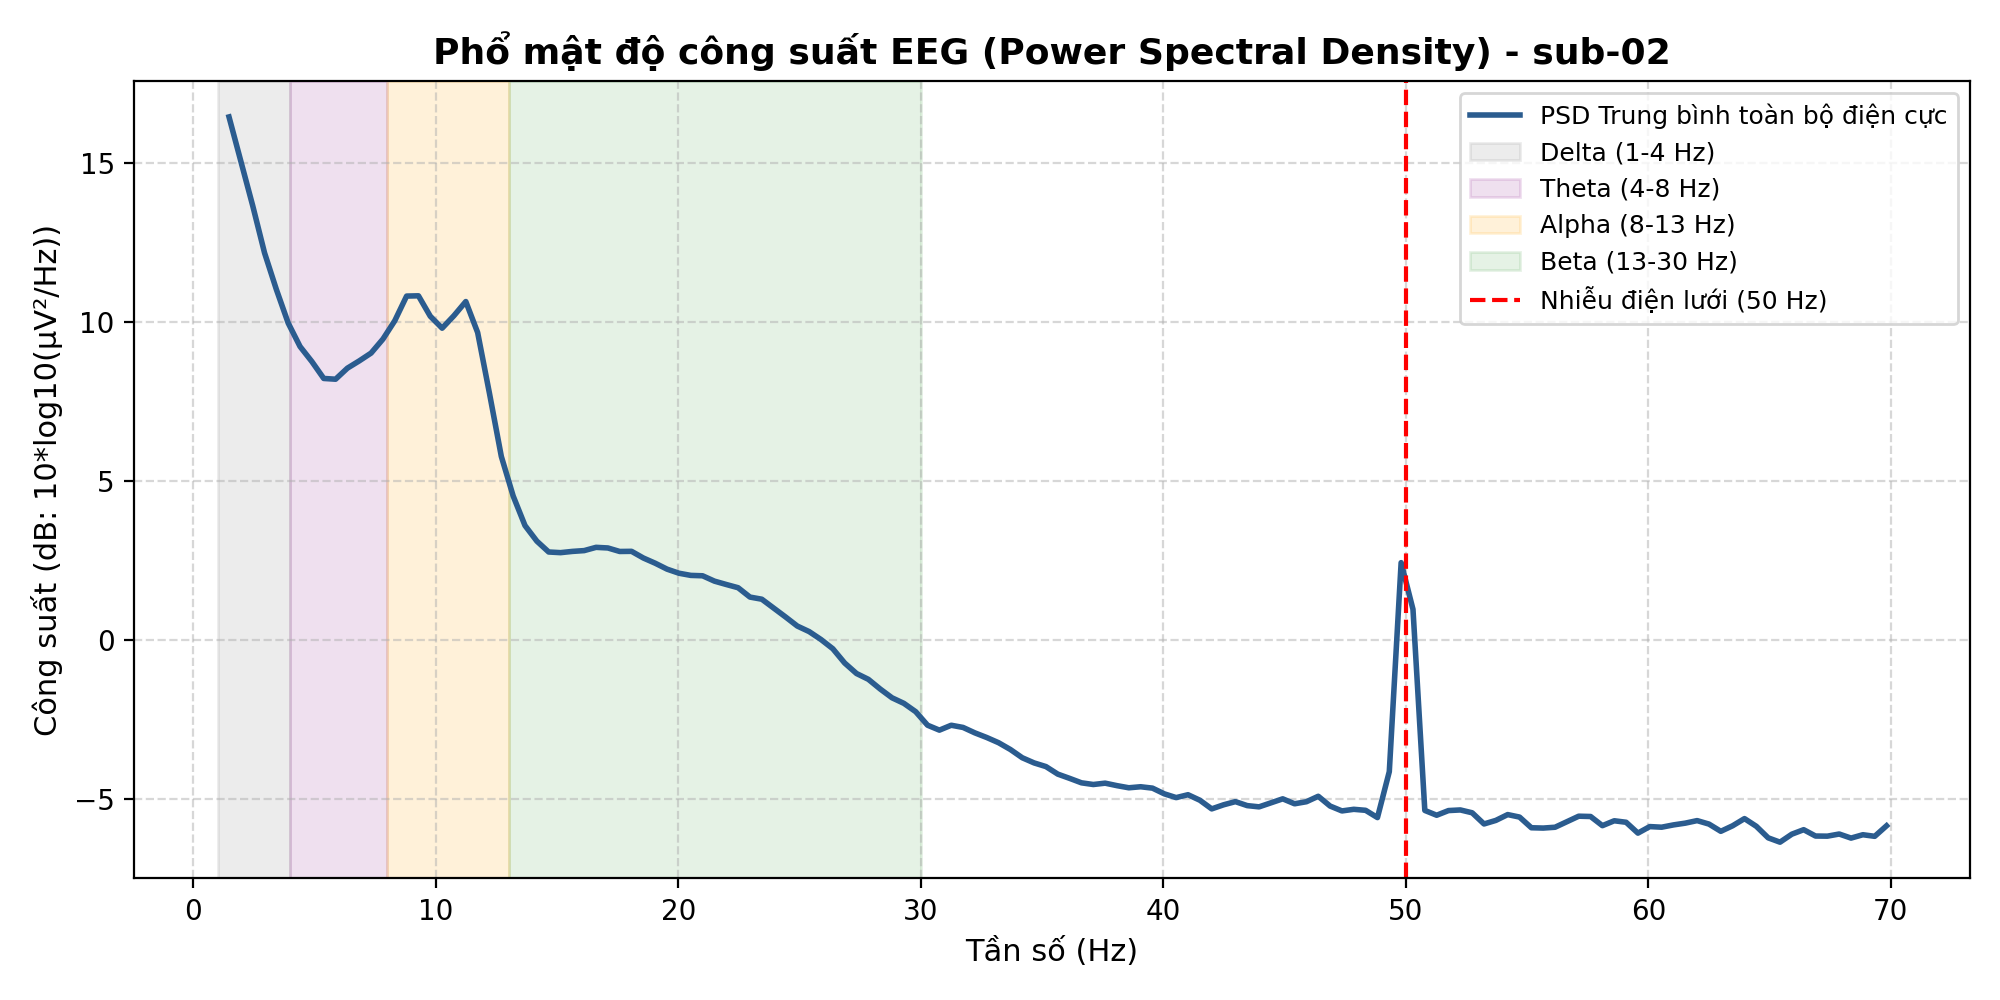 Phổ mật độ công suất EEG (Power Spectral Density) - sub-02
Công suất (dB: 10*log10(µV²/Hz))
15
10
5
0
−5
PSD Trung bình toàn bộ điện cực
Delta (1-4 Hz)
Theta (4-8 Hz)
Alpha (8-13 Hz)
Beta (13-30 Hz)
Nhiễu điện lưới (50 Hz)
0 10 20 30 40 50 60 70
Tần số (Hz)